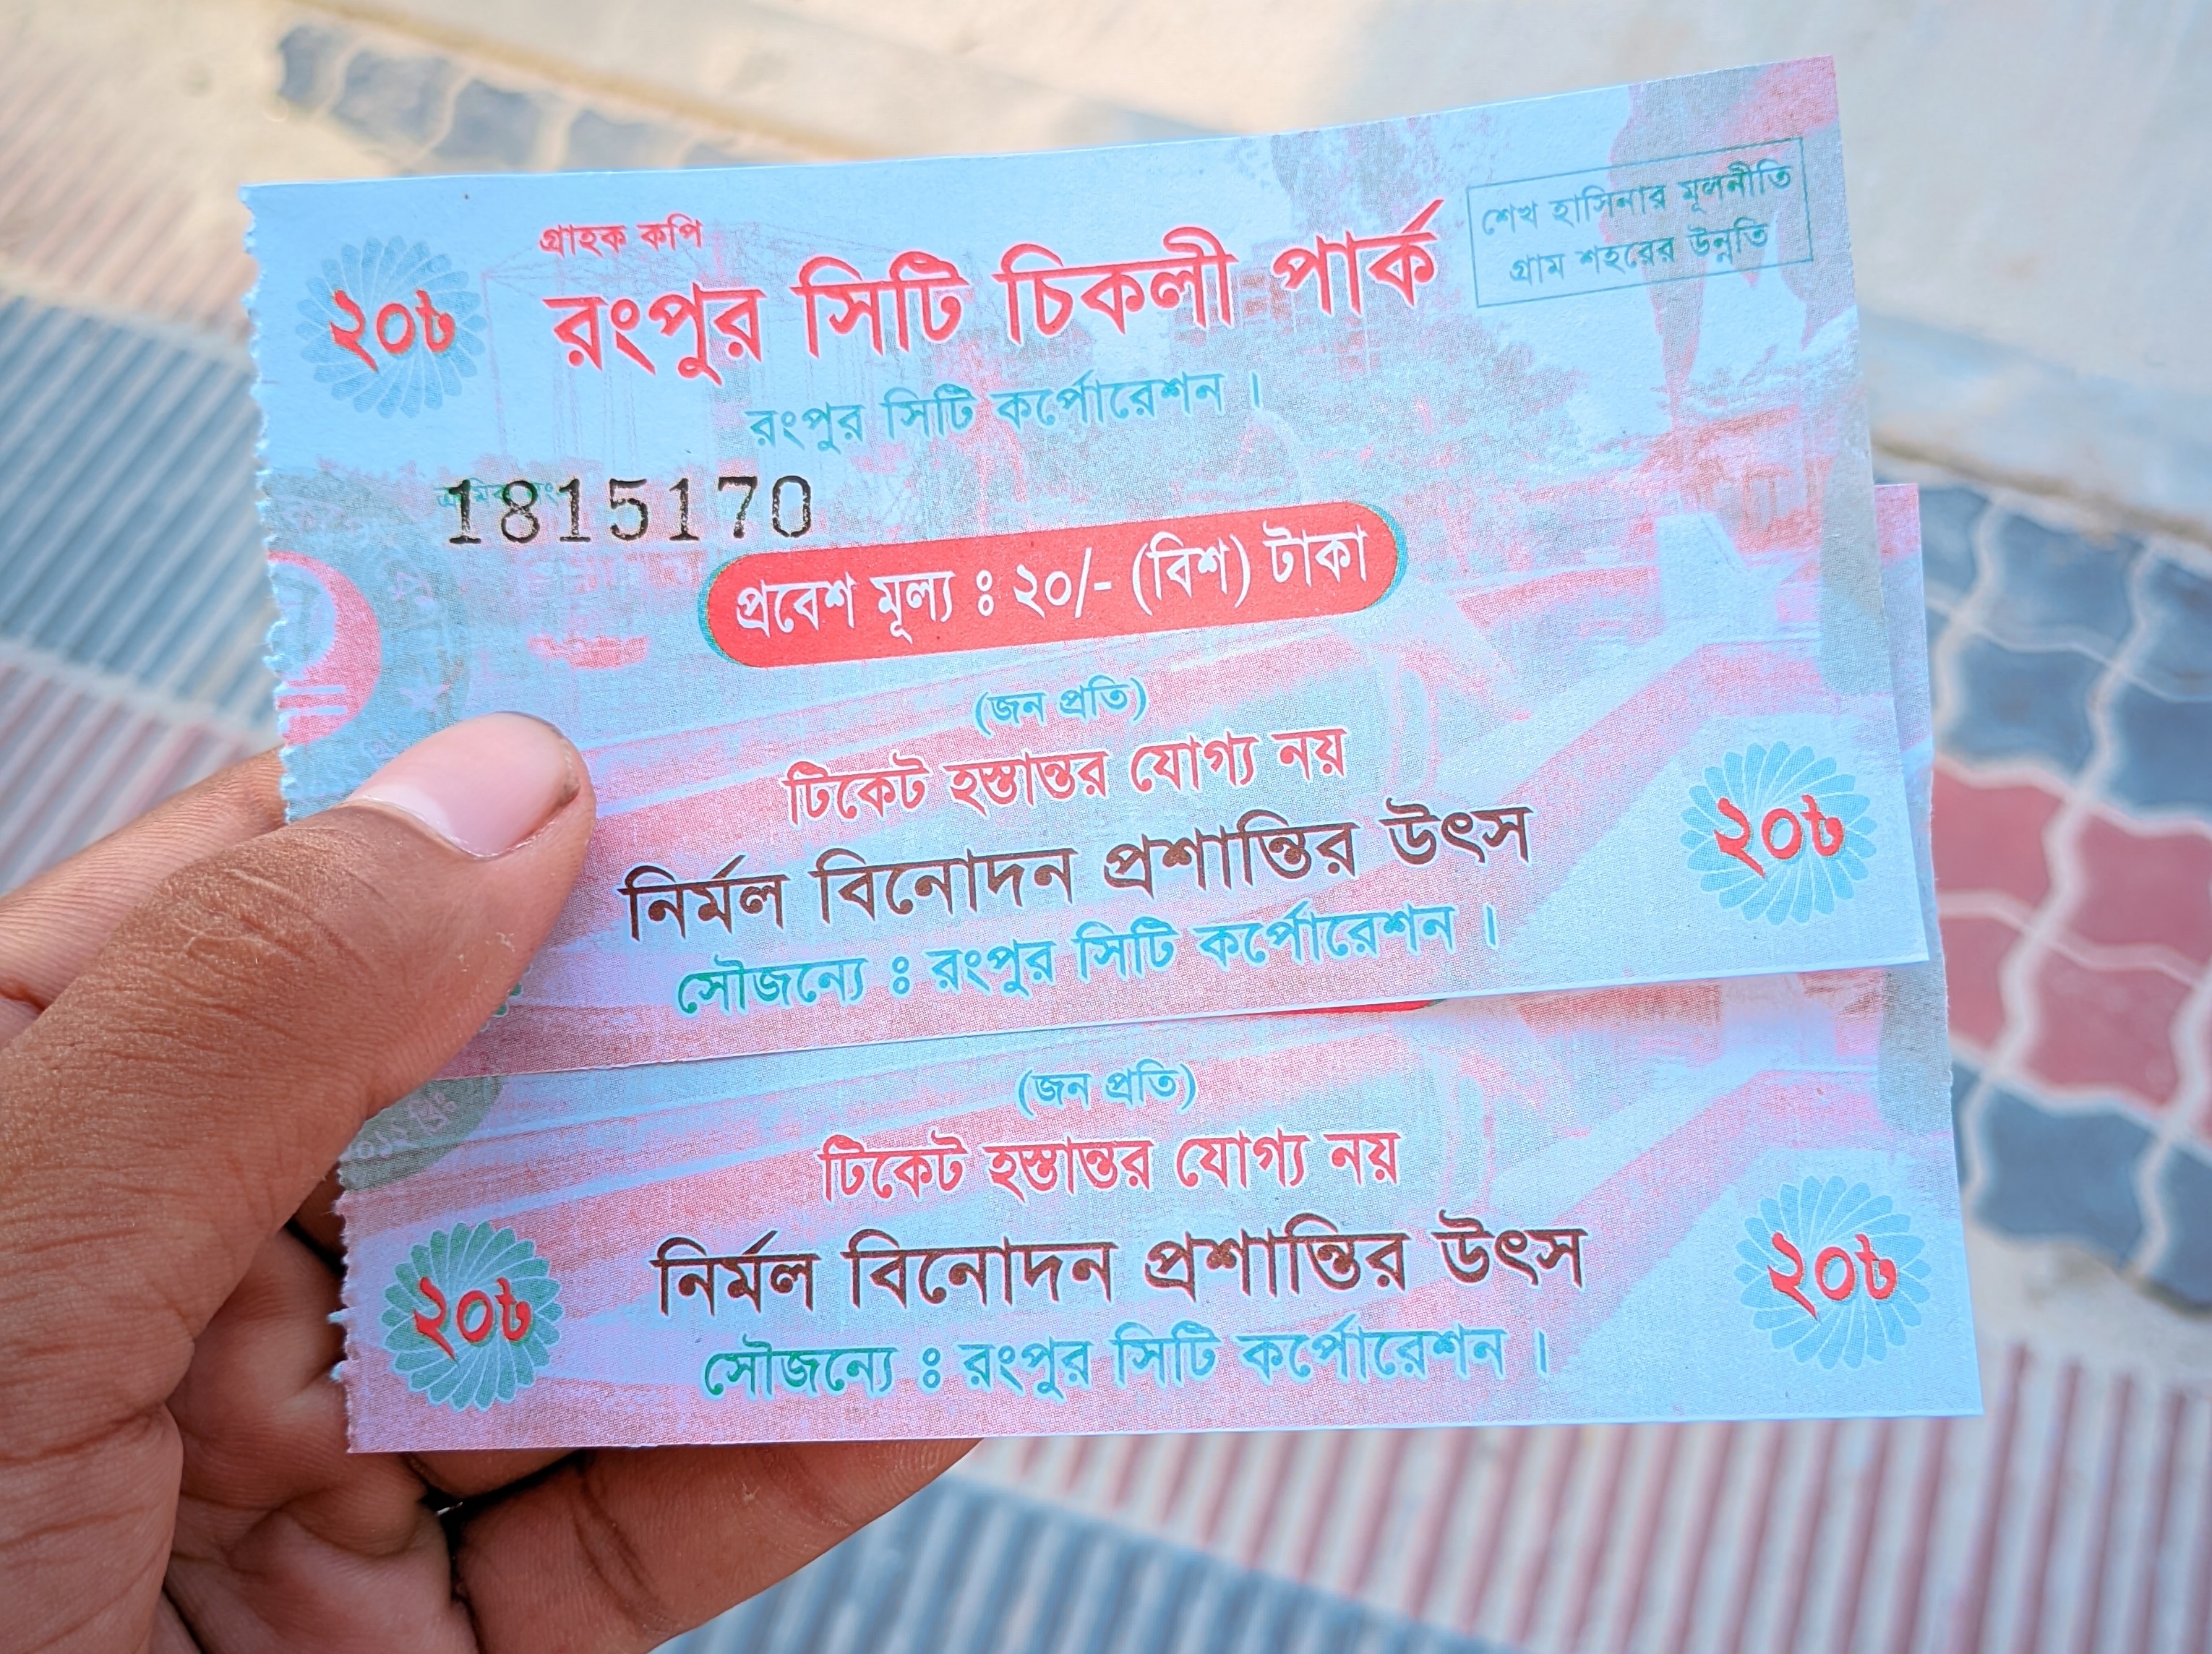 গ্রাহক কপি
২০৳
রংপুর সিটি চিকলী পার্ক
শেখ হাসিনার মূলনীতি
গ্রাম শহরের উন্নতি
রংপুর সিটি কর্পোরেশন।
1815170
প্রবেশ মূল্য ঃ ২০/- (বিশ) টাকা
(জন প্রতি)
টিকেট হস্তান্তর যোগ্য নয়
নির্মল বিনোদন প্রশান্তির উৎস
২০৳
সৌজন্যে ঃ রংপুর সিটি কর্পোরেশন।
(জন প্রতি)
টিকেট হস্তান্তর যোগ্য নয়
২০৳
নির্মল বিনোদন প্রশান্তির উৎস
২০৳
সৌজন্যে ঃ রংপুর সিটি কর্পোরেশন।